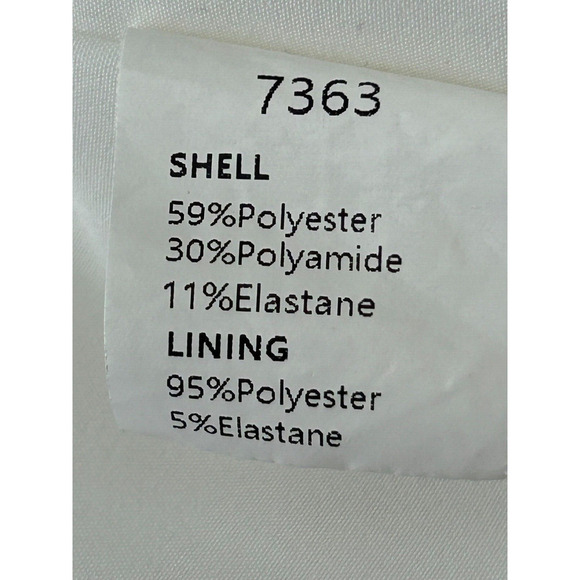 7363
SHELL
59%Polyester
30%Polyamide
11%Elastane
LINING
95%Polyester
5%Elastane